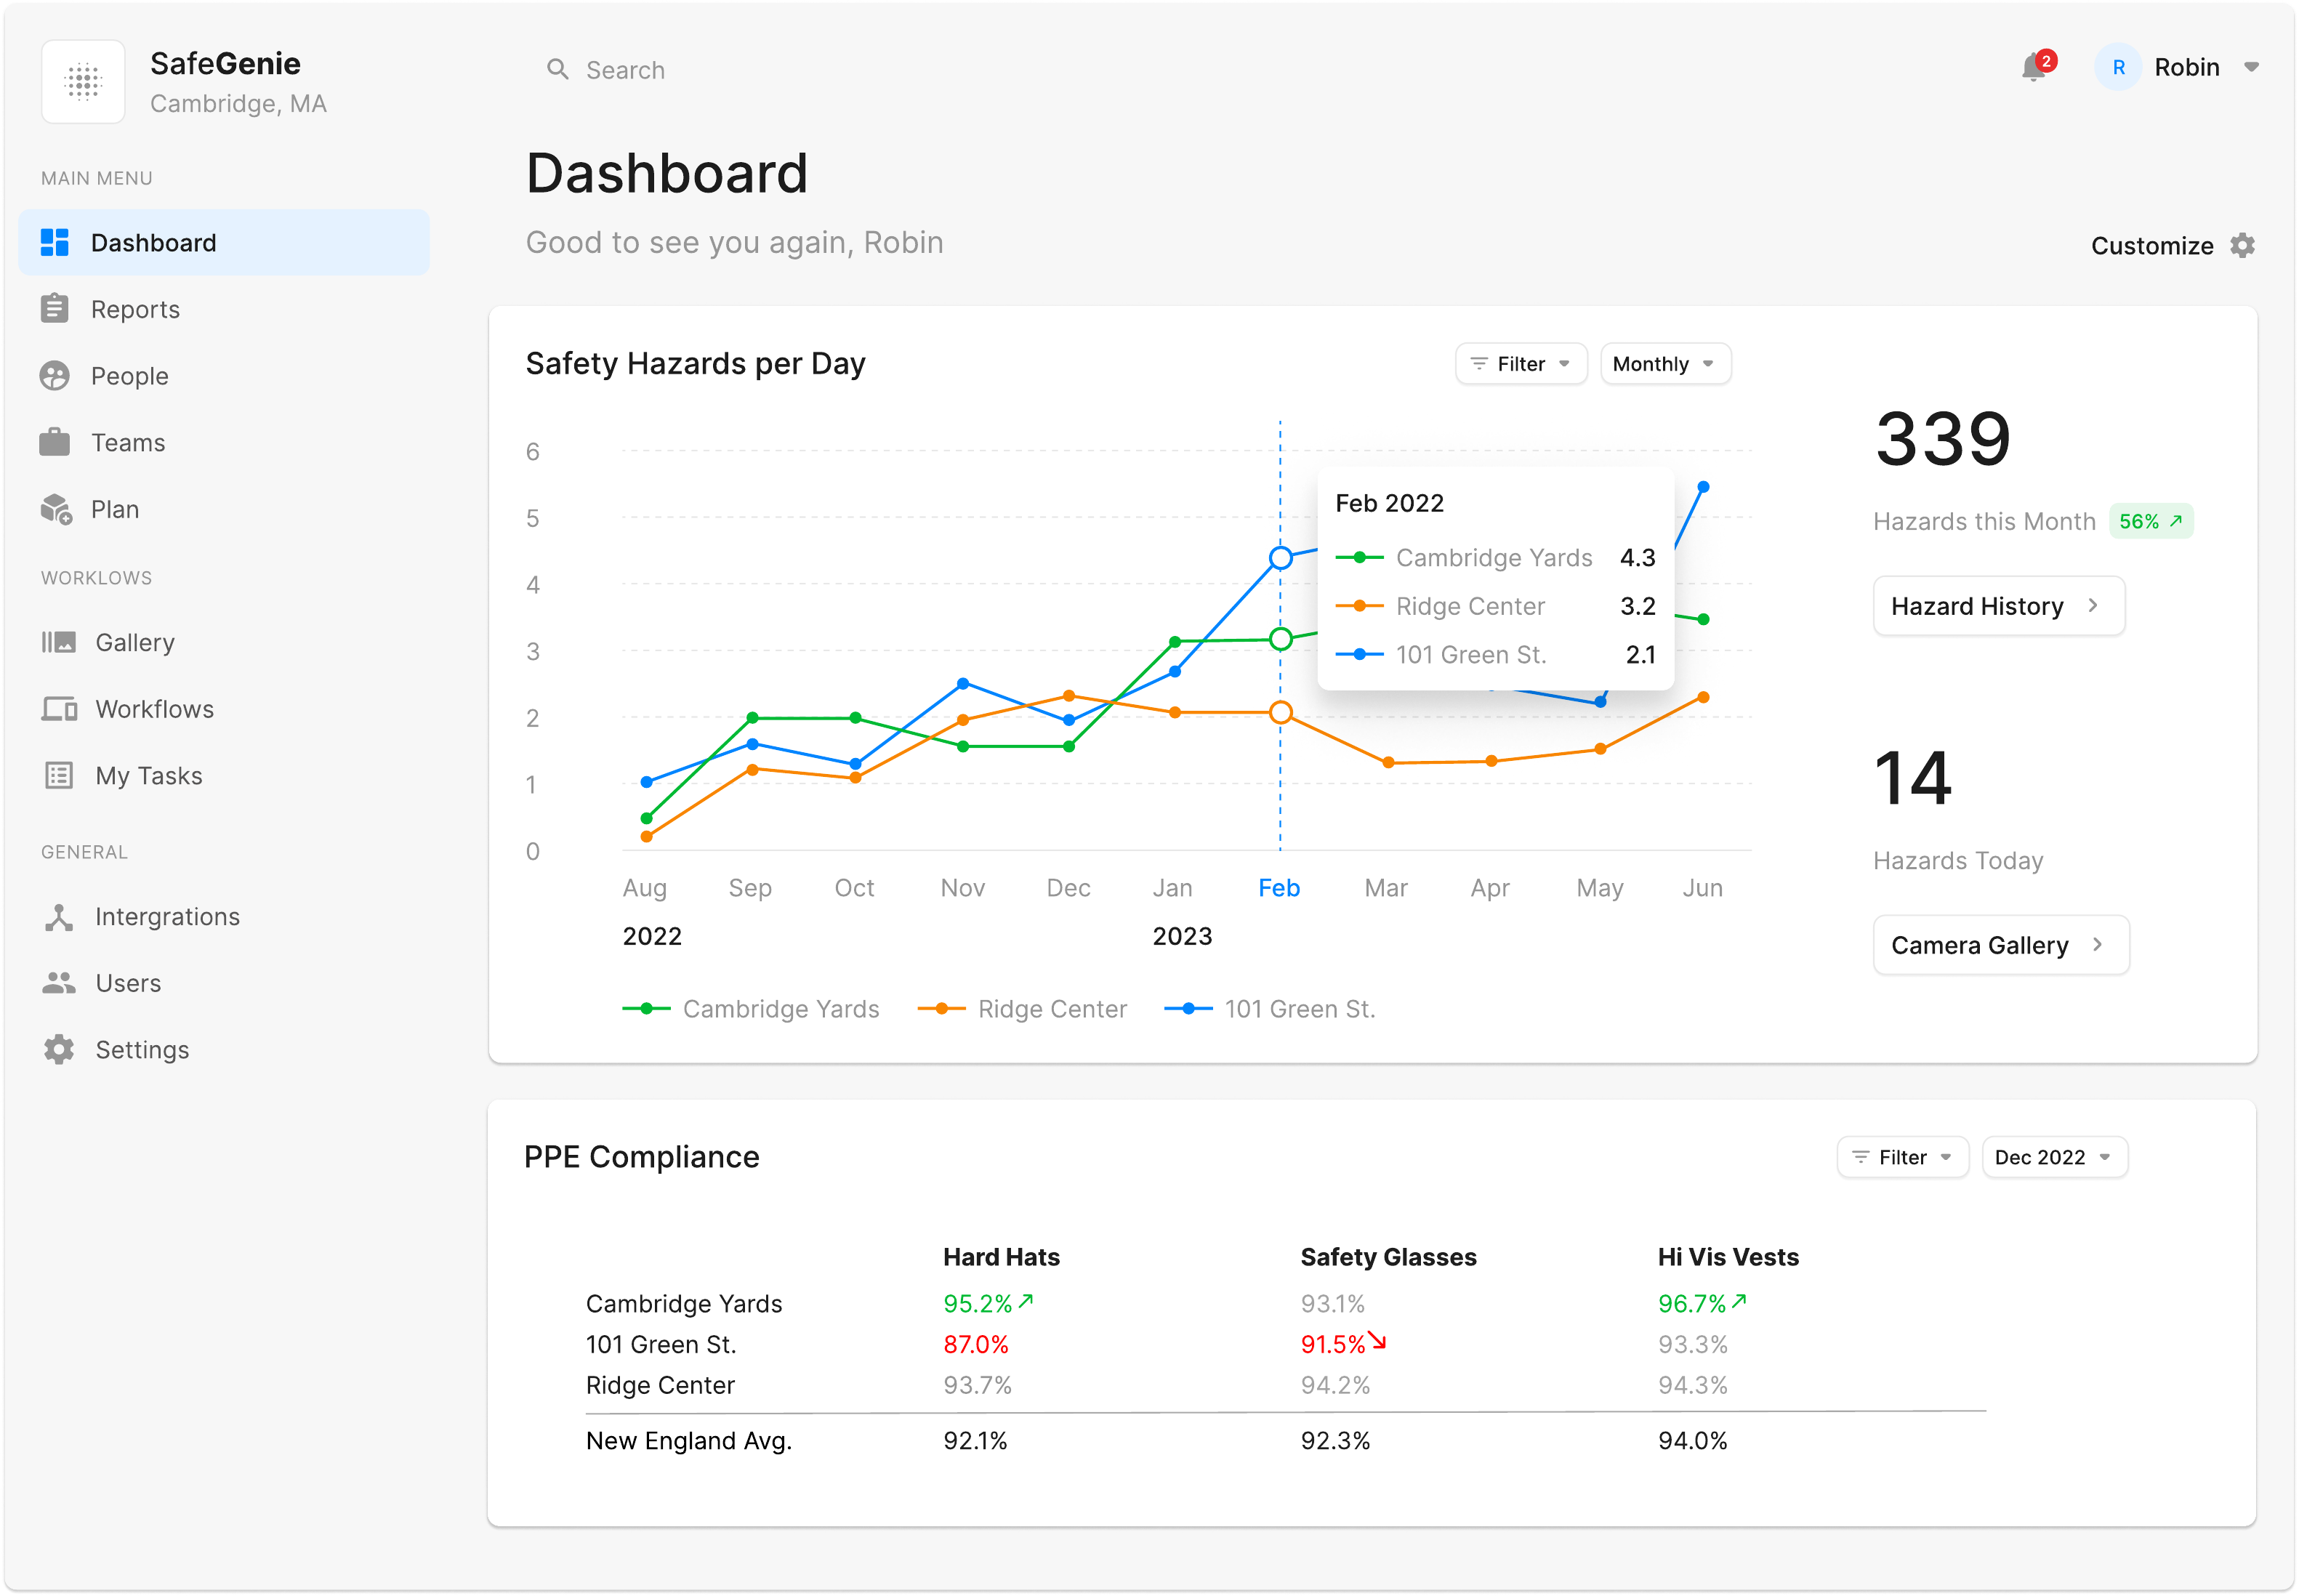 SafeGenie
Cambridge, MA
Search
2
R
Robin
MAIN MENU
Dashboard
Reports
People
Teams
Plan
WORKLOWS
Gallery
Workflows
My Tasks
GENERAL
Intergrations
Users
Settings
Dashboard
Good to see you again, Robin
Customize
Safety Hazards per Day
Filter
Monthly
6
5
4
3
2
1
0
Feb 2022
Cambridge Yards 4.3
Ridge Center 3.2
101 Green St. 2.1
Aug Sep Oct Nov Dec Jan Feb Mar Apr May Jun
2022 2023
Cambridge Yards Ridge Center 101 Green St.
339
Hazards this Month 56%
Hazard History
14
Hazards Today
Camera Gallery
PPE Compliance
Filter
Dec 2022
Hard Hats Safety Glasses Hi Vis Vests
Cambridge Yards 95.2% 93.1% 96.7%
101 Green St. 87.0% 91.5% 93.3%
Ridge Center 93.7% 94.2% 94.3%
New England Avg. 92.1% 92.3% 94.0%